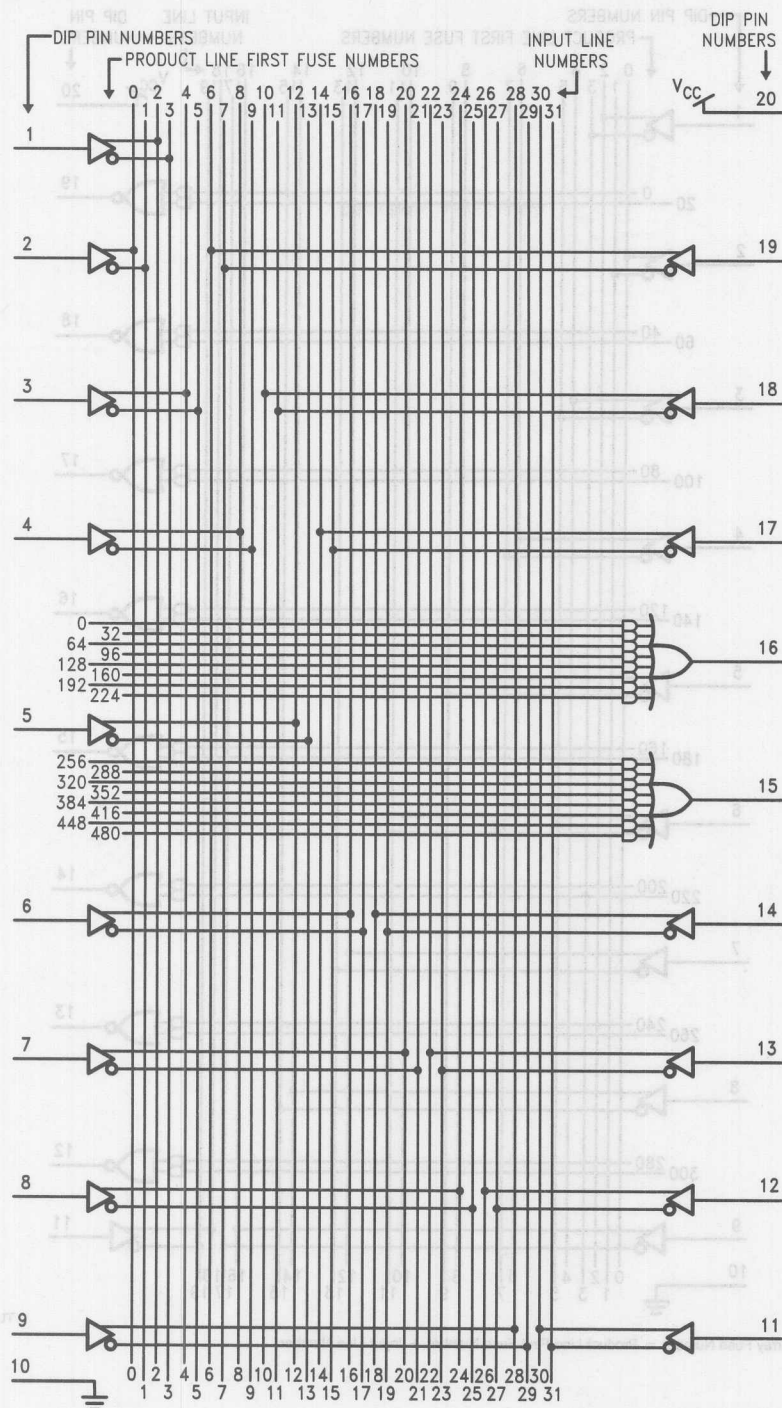 DIP PIN NUMBERS
PRODUCT LINE FIRST FUSE NUMBERS
INPUT LINE
NUMBERS
DIP PIN
NUMBERS
0 2 4 6 8 10 12 14 16 18 20 22 24 26 28 30
1 3 5 7 9 11 13 15 17 19 21 23 25 27 29 31
VCC 20
1
2 19
3 18
4 17
0
32
64
96
128
160
192
224
16
5
256
288
320
352
384
416
448
480
15
6 14
7 13
8 12
9 11
10
0 2 4 6 8 10 12 14 16 18 20 22 24 26 28 30
1 3 5 7 9 11 13 15 17 19 21 23 25 27 29 31